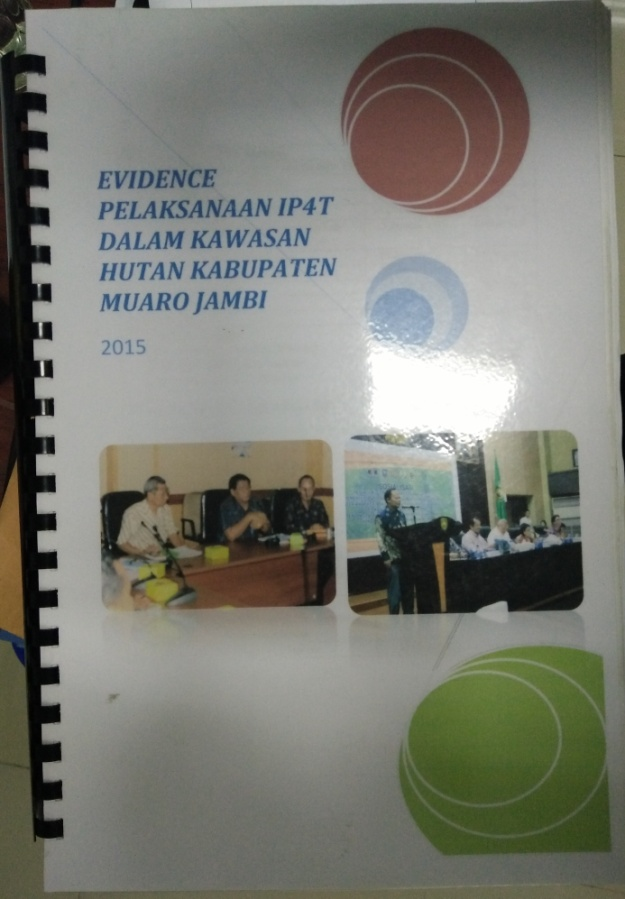 EVIDENCE
PELAKSANAAN IP4T
DALAM KAWASAN
HUTAN KABUPATEN
MUARO JAMBI
2015